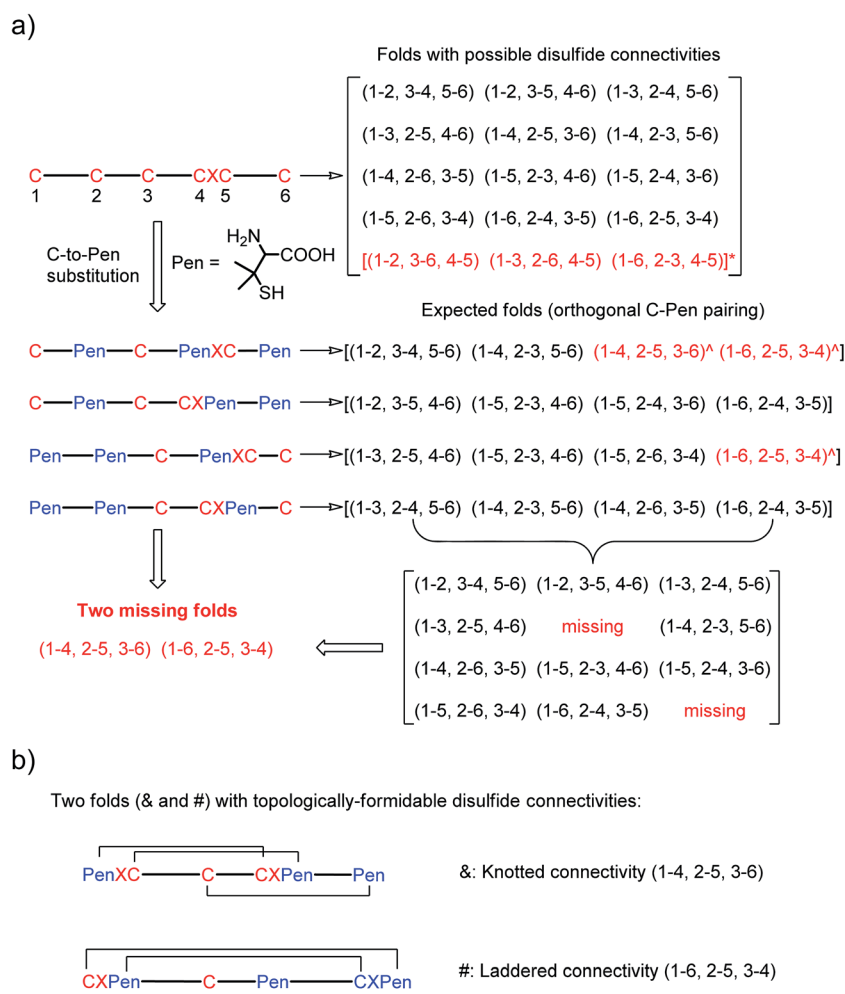 a)
Folds with possible disulfide connectivities
(1-2, 3-4, 5-6) (1-2, 3-5, 4-6) (1-3, 2-4, 5-6)
(1-3, 2-5, 4-6) (1-4, 2-5, 3-6) (1-4, 2-3, 5-6)
C C C CXC C
1 2 3 4 5 6
(1-4, 2-6, 3-5) (1-5, 2-3, 4-6) (1-5, 2-4, 3-6)
(1-5, 2-6, 3-4) (1-6, 2-4, 3-5) (1-6, 2-5, 3-4)
[(1-2, 3-6, 4-5) (1-3, 2-6, 4-5) (1-6, 2-3, 4-5)]*
C-to-Pen
substitution
Pen =
H2N
COOH
SH
Expected folds (orthogonal C-Pen pairing)
C Pen C PenXC Pen [(1-2, 3-4, 5-6) (1-4, 2-3, 5-6) (1-4, 2-5, 3-6)^ (1-6, 2-5, 3-4)^]
C Pen C CXPen Pen [(1-2, 3-5, 4-6) (1-5, 2-3, 4-6) (1-5, 2-4, 3-6) (1-6, 2-4, 3-5)]
Pen Pen C PenXC C [(1-3, 2-5, 4-6) (1-5, 2-3, 4-6) (1-5, 2-6, 3-4) (1-6, 2-5, 3-4)^]
Pen Pen C CXPen C [(1-3, 2-4, 5-6) (1-4, 2-3, 5-6) (1-4, 2-6, 3-5) (1-6, 2-4, 3-5)]
Two missing folds
(1-4, 2-5, 3-6) (1-6, 2-5, 3-4)
(1-2, 3-4, 5-6) (1-2, 3-5, 4-6) (1-3, 2-4, 5-6)
(1-3, 2-5, 4-6) missing (1-4, 2-3, 5-6)
(1-4, 2-6, 3-5) (1-5, 2-3, 4-6) (1-5, 2-4, 3-6)
(1-5, 2-6, 3-4) (1-6, 2-4, 3-5) missing
b)
Two folds (& and #) with topologically-formidable disulfide connectivities:
PenXC C CXPen Pen &: Knotted connectivity (1-4, 2-5, 3-6)
CXPen C Pen CXPen #: Laddered connectivity (1-6, 2-5, 3-4)